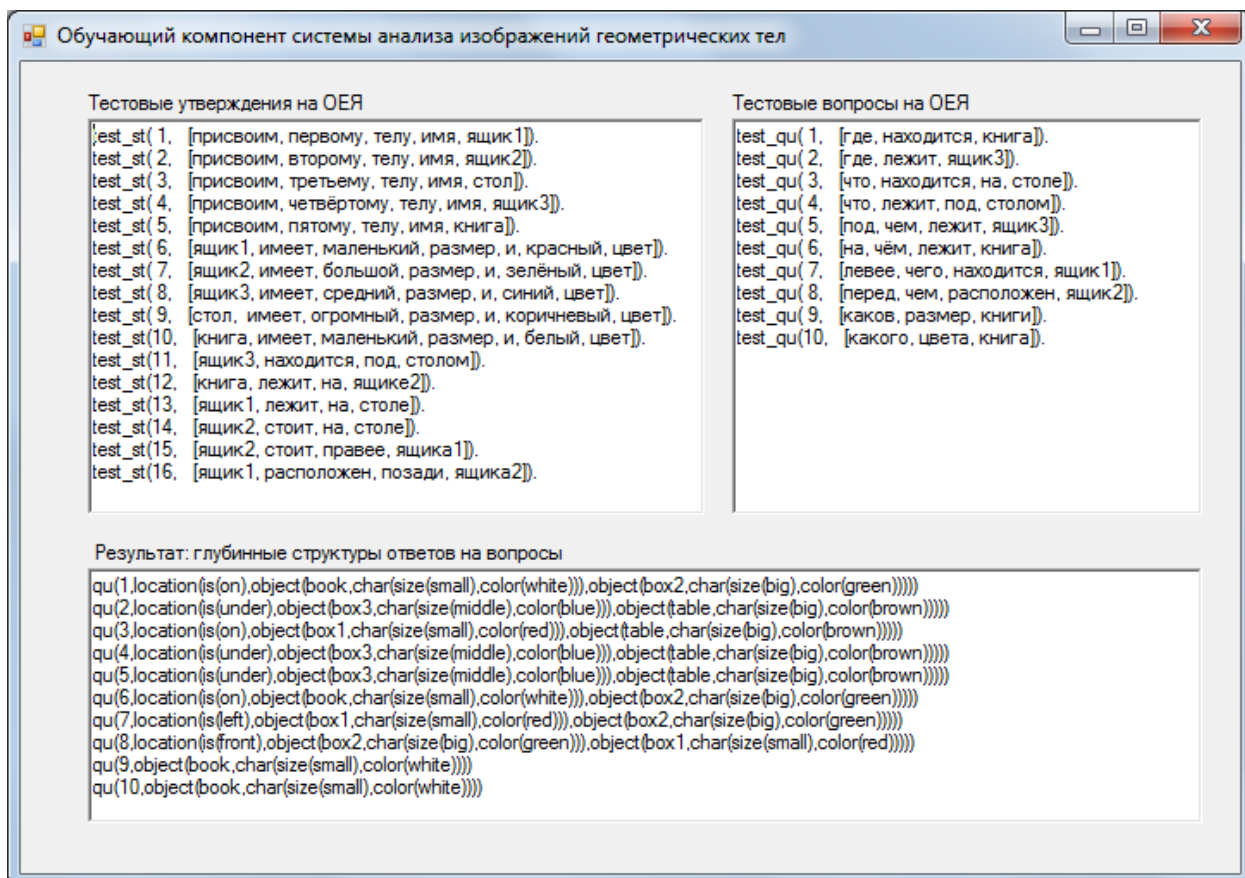 Обучающий компонент системы анализа изображений геометрических тел
Тестовые утверждения на ОЕЯ
test_st( 1, [присвоим, первому, телу, имя, ящик1]).
test_st( 2, [присвоим, второму, телу, имя, ящик2]).
test_st( 3, [присвоим, третьему, телу, имя, стол]).
test_st( 4, [присвоим, четвёртому, телу, имя, ящик3]).
test_st( 5, [присвоим, пятому, телу, имя, книга]).
test_st( 6, [ящик1, имеет, маленький, размер, и, красный, цвет]).
test_st( 7, [ящик2, имеет, большой, размер, и, зелёный, цвет]).
test_st( 8, [ящик3, имеет, средний, размер, и, синий, цвет]).
test_st( 9, [стол, имеет, огромный, размер, и, коричневый, цвет]).
test_st(10, [книга, имеет, маленький, размер, и, белый, цвет]).
test_st(11, [ящик3, находится, под, столом]).
test_st(12, [книга, лежит, на, ящике2]).
test_st(13, [ящик1, лежит, на, столе]).
test_st(14, [ящик2, стоит, на, столе]).
test_st(15, [ящик2, стоит, правее, ящика1]).
test_st(16, [ящик1, расположен, позади, ящика2]).
Тестовые вопросы на ОЕЯ
test_qu( 1, [где, находится, книга]).
test_qu( 2, [где, лежит, ящик3]).
test_qu( 3, [что, находится, на, столе]).
test_qu( 4, [что, лежит, под, столом]).
test_qu( 5, [под, чем, лежит, ящик3]).
test_qu( 6, [на, чём, лежит, книга]).
test_qu( 7, [левее, чего, находится, ящик1]).
test_qu( 8, [перед, чем, расположен, ящик2]).
test_qu( 9, [каков, размер, книги]).
test_qu(10, [какого, цвета, книга]).
Результат: глубинные структуры ответов на вопросы
qu(1,location(is(on),object(book,char(size(small),color(white))),object(box2,char(size(big),color(green)))))
qu(2,location(is(under),object(box3,char(size(middle),color(blue))),object(table,char(size(big),color(brown)))))
qu(3,location(is(on),object(box1,char(size(small),color(red))),object(table,char(size(big),color(brown)))))
qu(4,location(is(under),object(box3,char(size(middle),color(blue))),object(table,char(size(big),color(brown)))))
qu(5,location(is(under),object(box3,char(size(middle),color(blue))),object(table,char(size(big),color(brown)))))
qu(6,location(is(on),object(book,char(size(small),color(white))),object(box2,char(size(big),color(green)))))
qu(7,location(is(left),object(box1,char(size(small),color(red))),object(box2,char(size(big),color(green)))))
qu(8,location(is(front),object(box2,char(size(big),color(green))),object(box1,char(size(small),color(red)))))
qu(9,object(book,char(size(small),color(white))))
qu(10,object(book,char(size(small),color(white))))